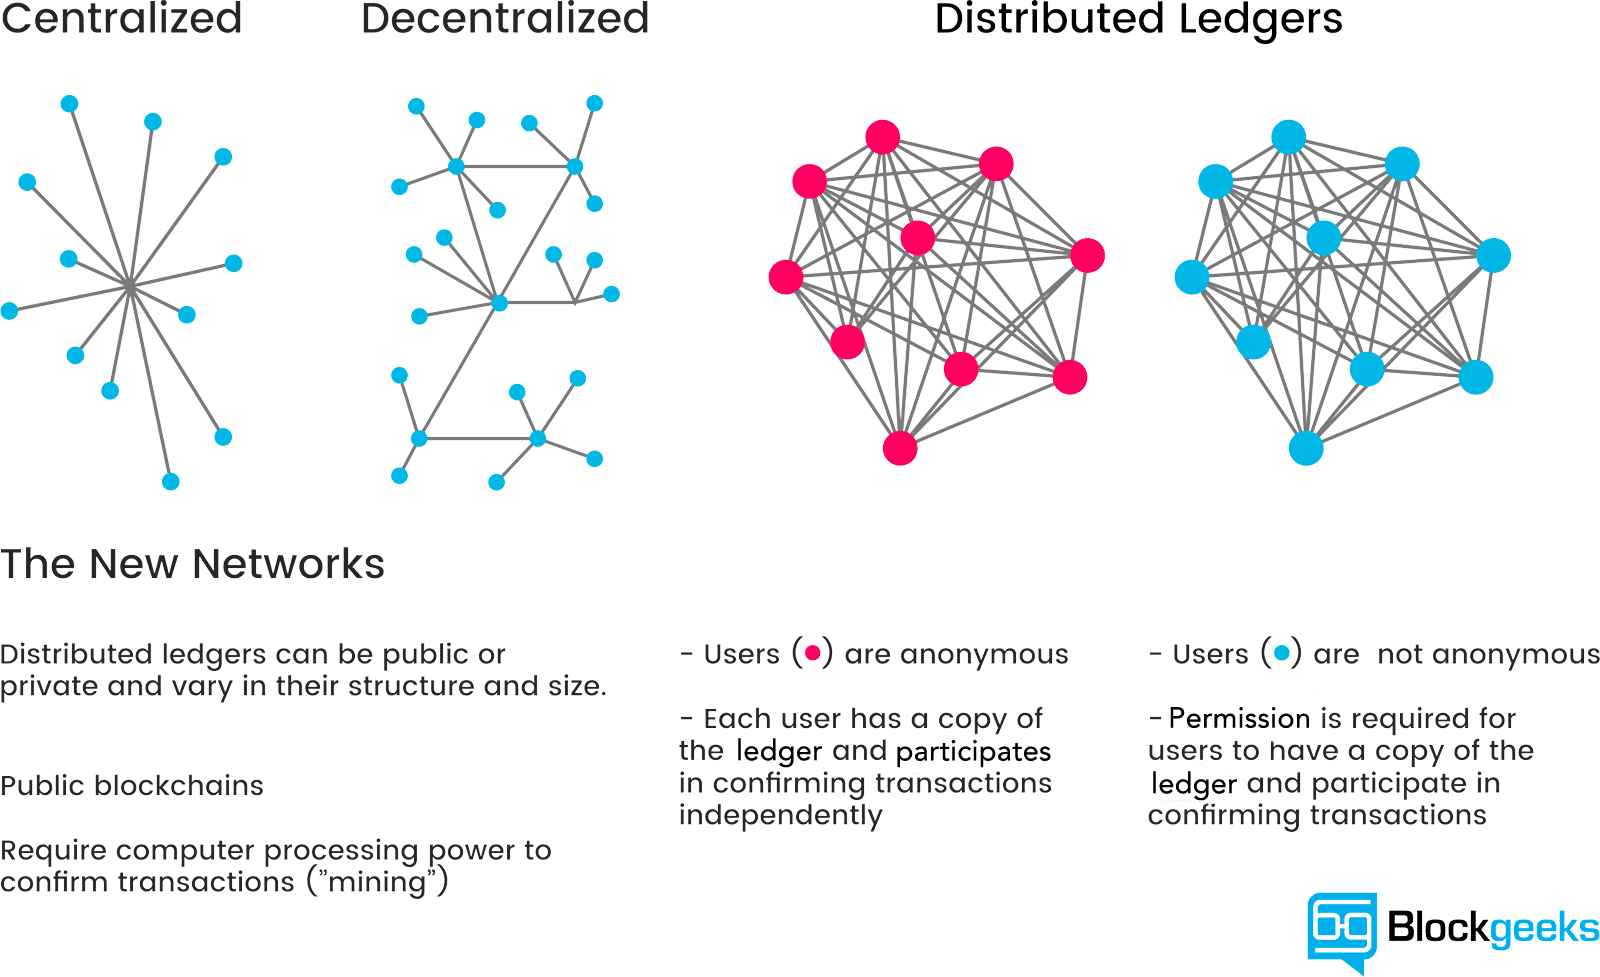 Centralized
Decentralized
Distributed Ledgers
The New Networks
Distributed ledgers can be public or
private and vary in their structure and size.
Public blockchains
Require computer processing power to
confirm transactions (”mining”)
- Users (•) are anonymous
- Each user has a copy of
the ledger and participates
in confirming transactions
independently
- Users (•) are not anonymous
- Permission is required for
users to have a copy of the
ledger and participate in
confirming transactions
Blockgeeks